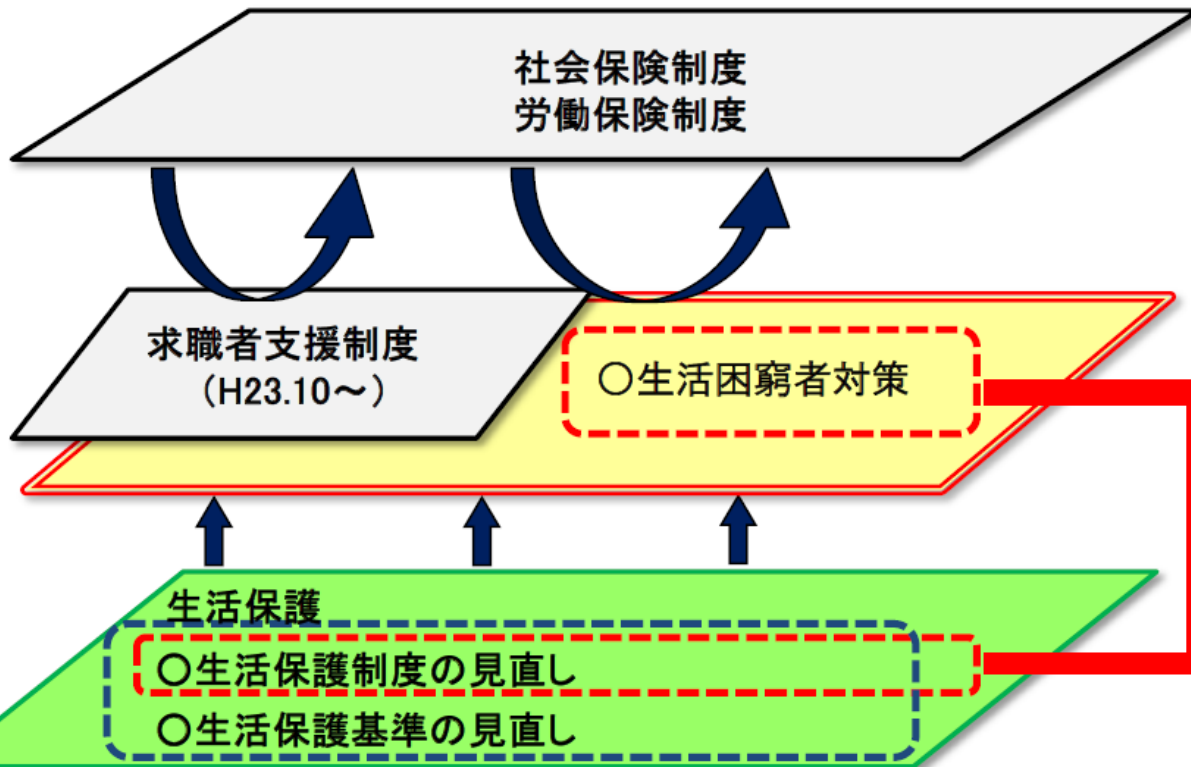 社会保険制度
労働保険制度
求職者支援制度
（H23.10～）
○生活困窮者対策
生活保護
○生活保護制度の見直し
○生活保護基準の見直し